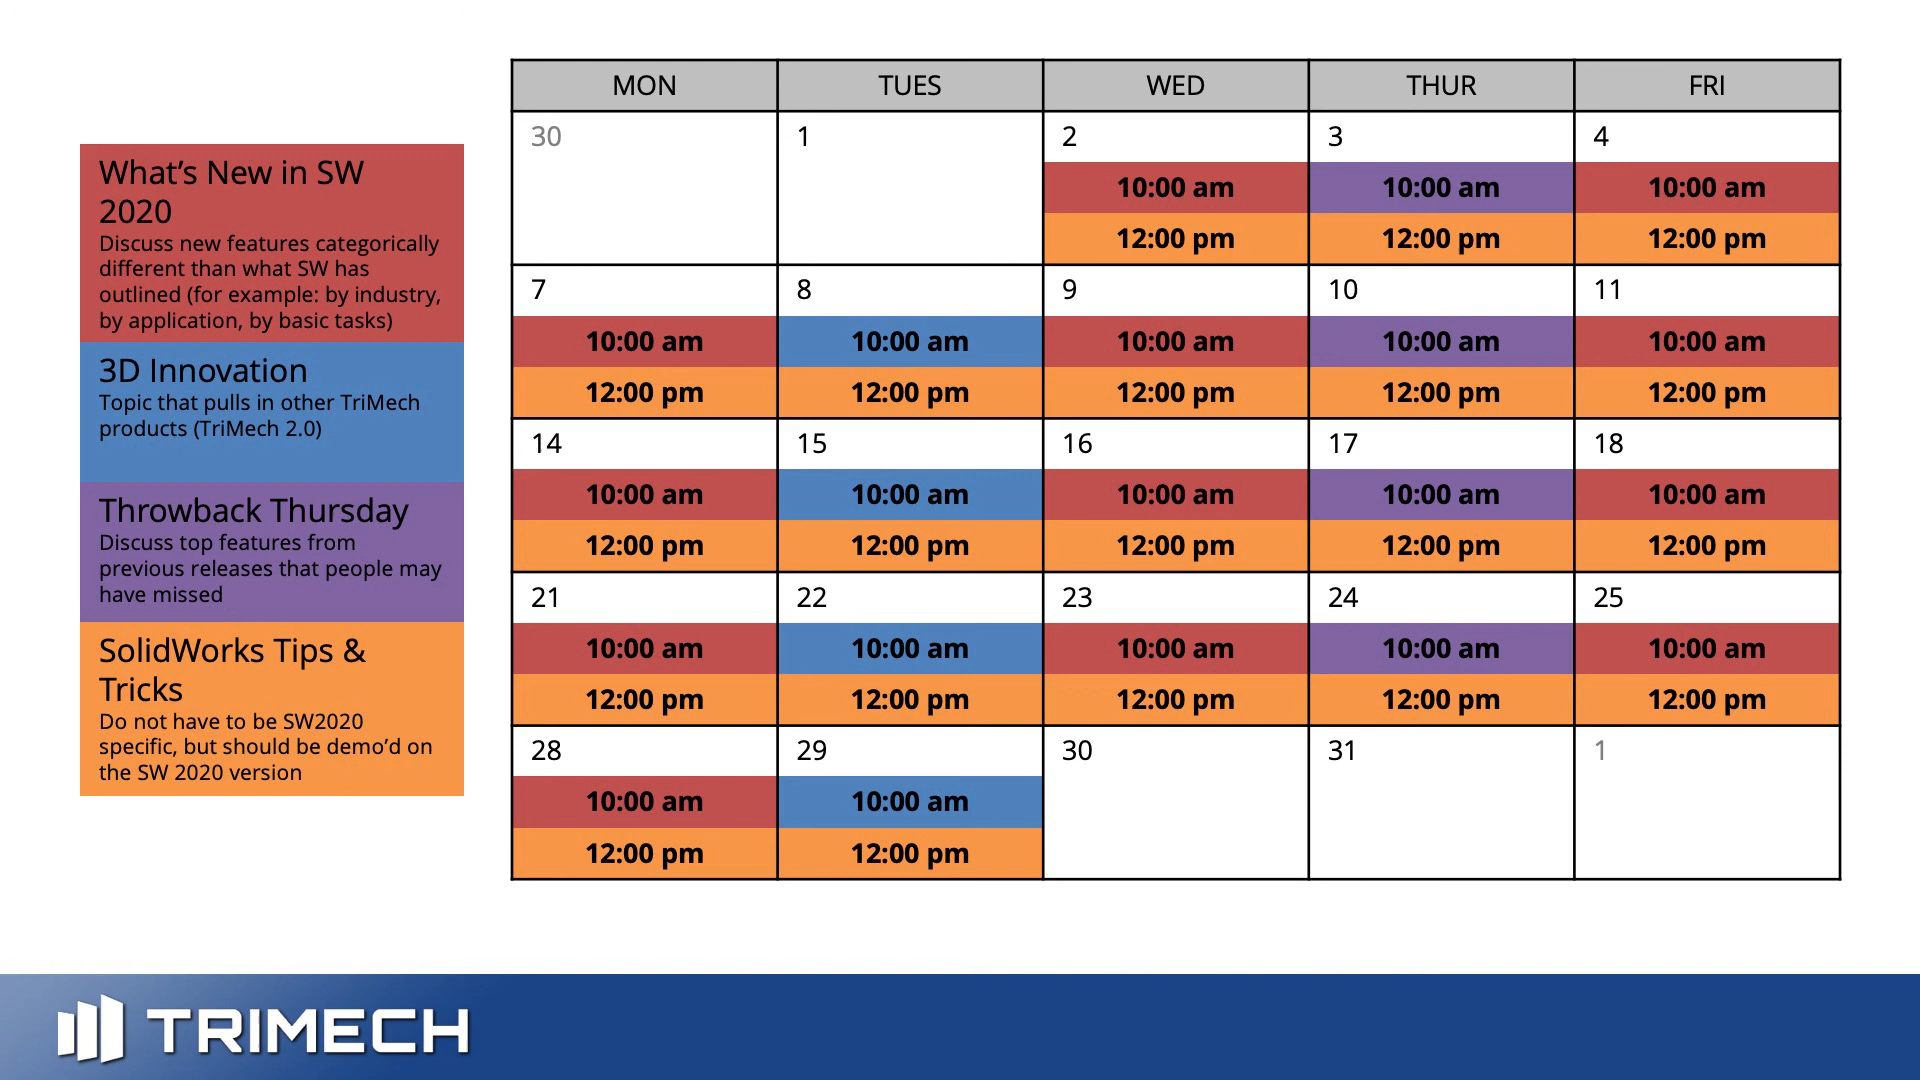 What’s New in SW
2020
Discuss new features categorically
different than what SW has
outlined (for example: by industry,
by application, by basic tasks)
3D Innovation
Topic that pulls in other TriMech
products (TriMech 2.0)
Throwback Thursday
Discuss top features from
previous releases that people may
have missed
SolidWorks Tips &
Tricks
Do not have to be SW2020
specific, but should be demo’d on
the SW 2020 version
MON TUES WED THUR FRI
30 1 2 3 4
10:00 am 10:00 am 10:00 am
12:00 pm 12:00 pm 12:00 pm
7 8 9 10 11
10:00 am 10:00 am 10:00 am 10:00 am 10:00 am
12:00 pm 12:00 pm 12:00 pm 12:00 pm 12:00 pm
14 15 16 17 18
10:00 am 10:00 am 10:00 am 10:00 am 10:00 am
12:00 pm 12:00 pm 12:00 pm 12:00 pm 12:00 pm
21 22 23 24 25
10:00 am 10:00 am 10:00 am 10:00 am 10:00 am
12:00 pm 12:00 pm 12:00 pm 12:00 pm 12:00 pm
28 29 30 31 1
10:00 am 10:00 am
12:00 pm 12:00 pm
TRIMECH